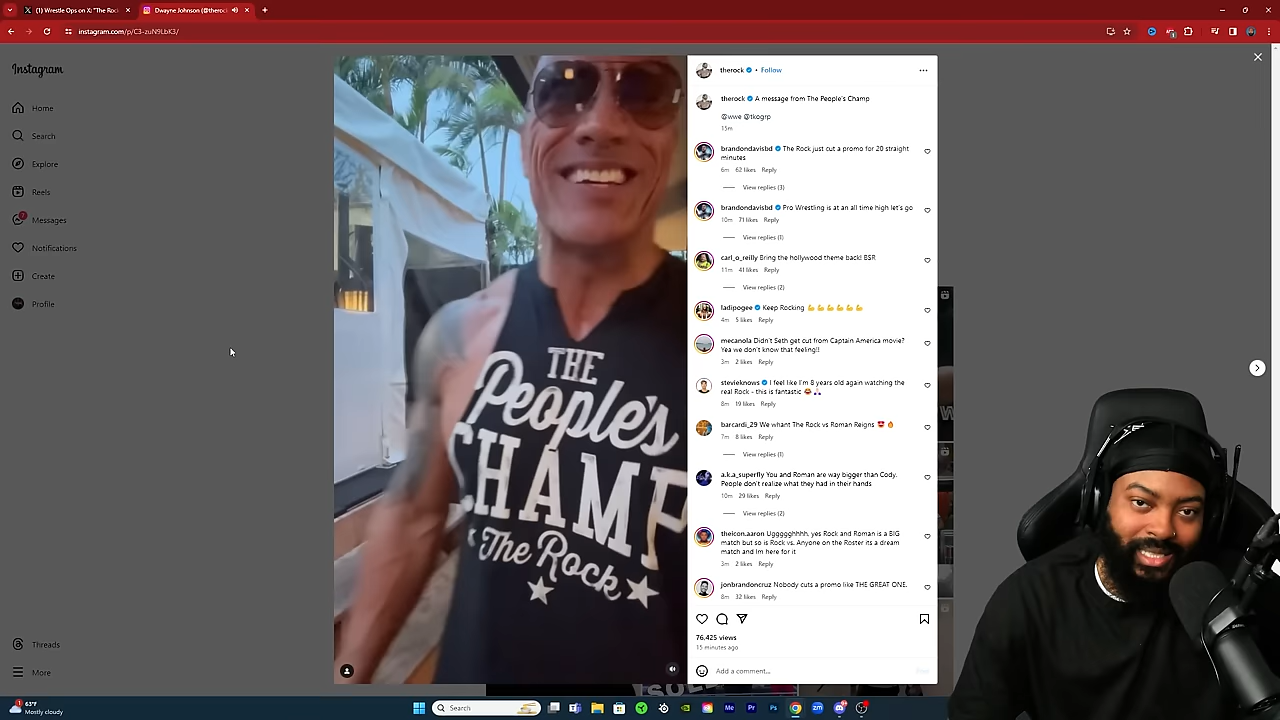 (1) Wrestle Ops on X: "The Roc
Dwayne Johnson (@theroc
instagram.com/p/C3-zuN9LbK3/
Instagram
Home
Search
Explore
Reels
Messages
Notifications
Create
Profile
Threads
More
THE
People's
CHAMP
The Rock
therock • Follow
therock A message from The People's Champ
@wwe @tkogrp
15m
brandondavisbd The Rock just cut a promo for 20 straight
minutes
6m 62 likes Reply
View replies (3)
brandondavisbd Pro Wrestling is at an all time high let's go
10m 71 likes Reply
View replies (1)
carl_o_reilly Bring the hollywood theme back! BSR
11m 41 likes Reply
View replies (2)
ladipogee Keep Rocking 💪💪💪💪💪💪
4m 5 likes Reply
mecanola Didn't Seth get cut from Captain America movie?
Yea we don't know that feeling!!
3m 2 likes Reply
stevieknows I feel like I'm 8 years old again watching the
real Rock - this is fantastic
8m 19 likes Reply
barcardi_29 We whant The Rock vs Roman Reigns 😍🔥
7m 8 likes Reply
View replies (1)
a.k.a_superfly You and Roman are way bigger than Cody.
People don't realize what they had in their hands
10m 29 likes Reply
View replies (2)
theicon.aaron Uggggghhhh, yes Rock and Roman is a BIG
match but so is Rock vs. Anyone on the Roster its a dream
match and Im here for it
3m 2 likes Reply
jonbrandoncruz Nobody cuts a promo like THE GREAT ONE.
8m 32 likes Reply
76,425 views
15 minutes ago
Add a comment...
Post
63°F
Mostly cloudy
Search